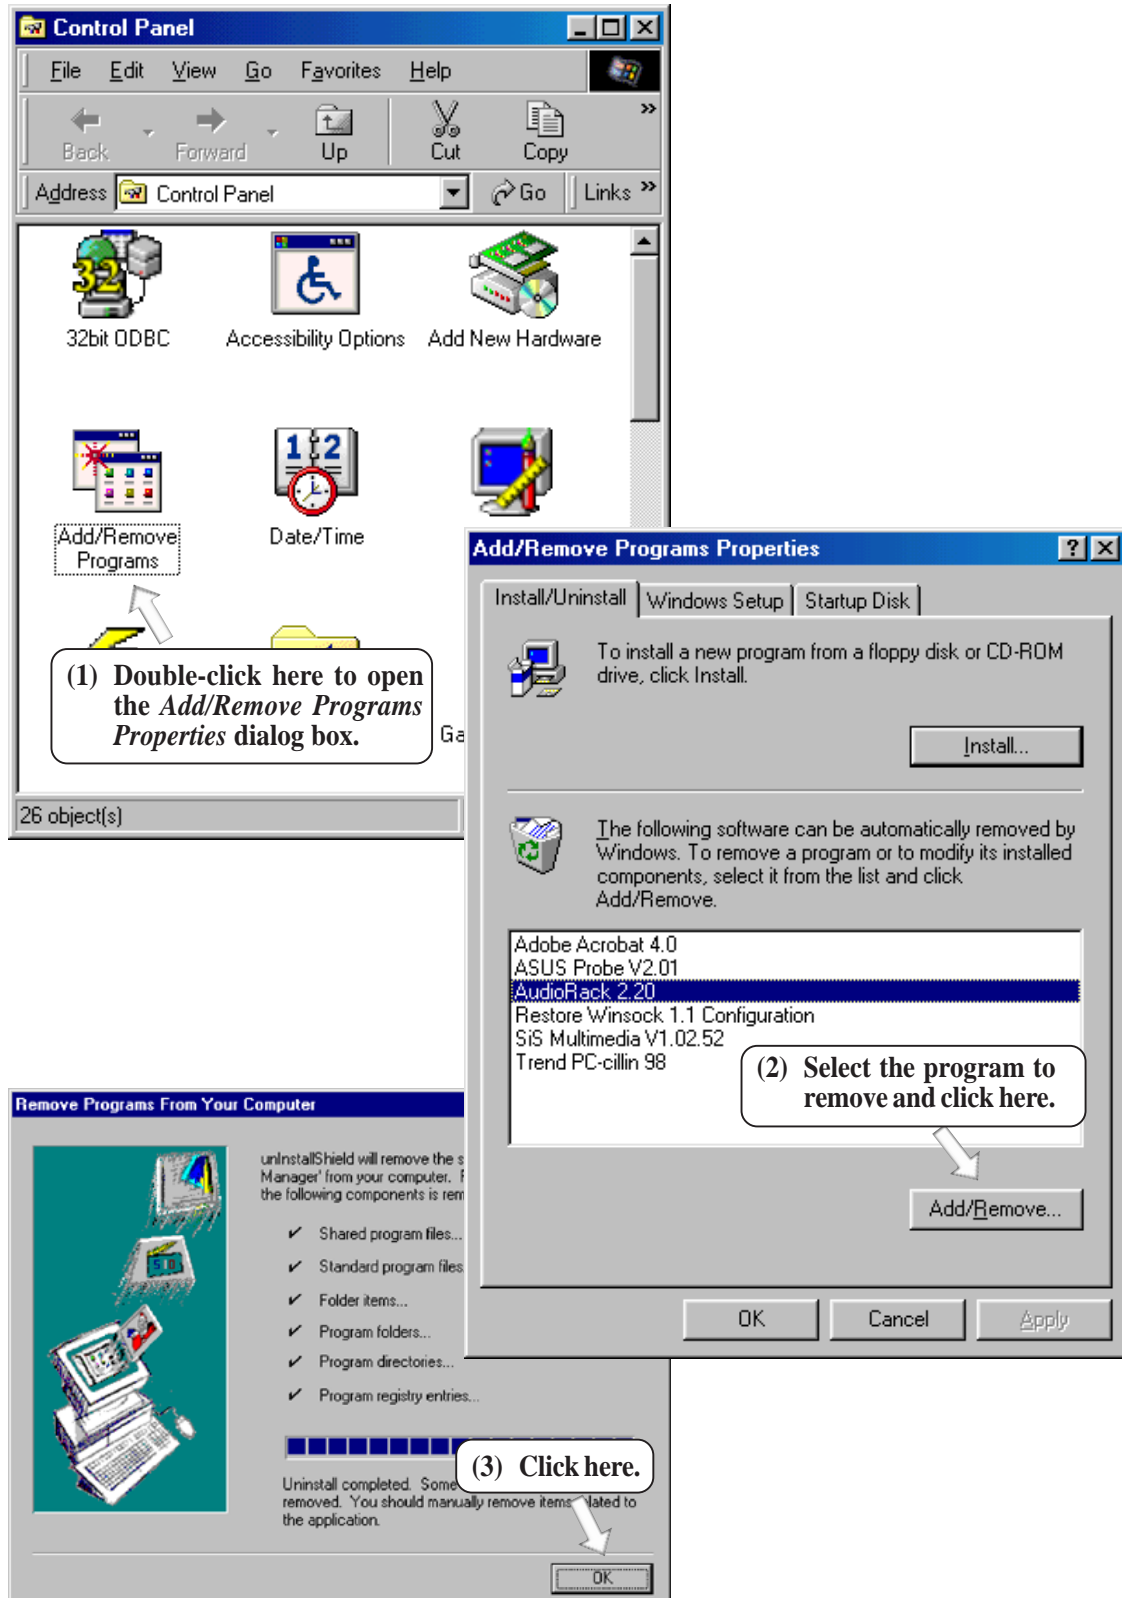 Control Panel
File Edit View Go Favorites Help
Back Forward Up Cut Copy »
Address Control Panel Go Links »
32bit ODBC Accessibility Options Add New Hardware
Add/Remove Programs
Date/Time
(1) Double-click here to open
the Add/Remove Programs
Properties dialog box.
Ga
26 object(s)
Add/Remove Programs Properties
Install/Uninstall Windows Setup Startup Disk
To install a new program from a floppy disk or CD-ROM
drive, click Install.
Install...
The following software can be automatically removed by
Windows. To remove a program or to modify its installed
components, select it from the list and click
Add/Remove.
Adobe Acrobat 4.0
ASUS Probe V2.01
AudioRack 2.20
Restore Winsock 1.1 Configuration
SiS Multimedia V1.02.52
Trend PC-cillin 98
(2) Select the program to
remove and click here.
Add/Remove...
OK Cancel Apply
Remove Programs From Your Computer
unInstallShield will remove the s
Manager' from your computer.
the following components is rem
Shared program files...
Standard program files
Folder items...
Program folders...
Program directories...
Program registry entries...
(3) Click here.
Uninstall completed. Some
removed. You should manually remove items lated to
the application.
OK